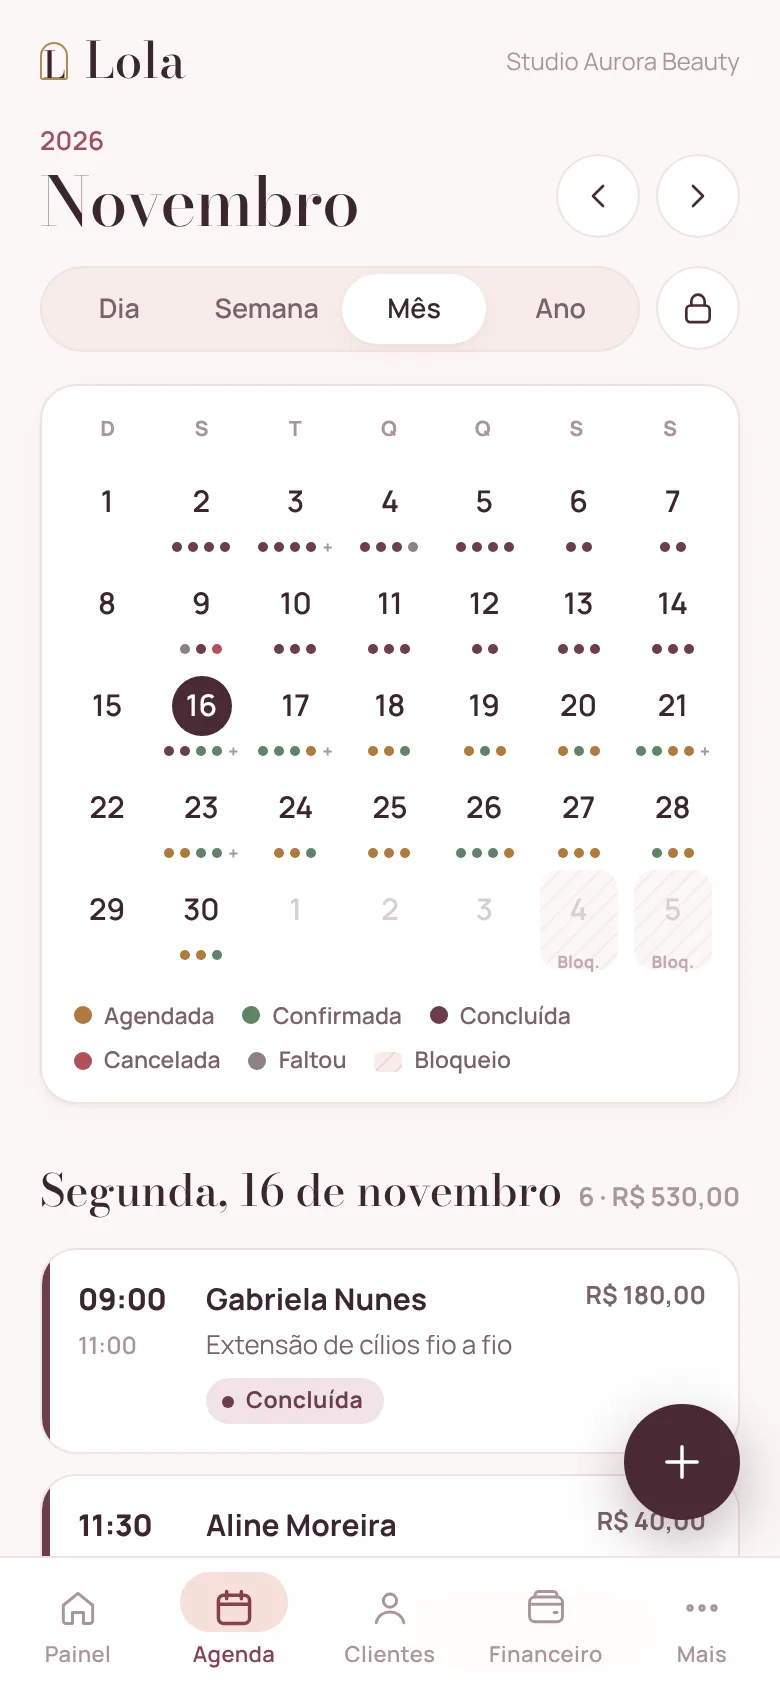 L Lola
Studio Aurora Beauty
2026
Novembro
Dia Semana Mês Ano
D S T Q Q S S
1 2 3 4 5 6 7
+
8 9 10 11 12 13 14
15 16 17 18 19 20 21
+ + +
22 23 24 25 26 27 28
+
29 30 1 2 3 4 5
Bloq. Bloq.
Agendada Confirmada Concluída
Cancelada Faltou Bloqueio
Segunda, 16 de novembro 6 · R$ 530,00
09:00 Gabriela Nunes R$ 180,00
11:00 Extensão de cílios fio a fio
Concluída
11:30 Aline Moreira R$ 40,00
Painel Agenda Clientes Financeiro Mais